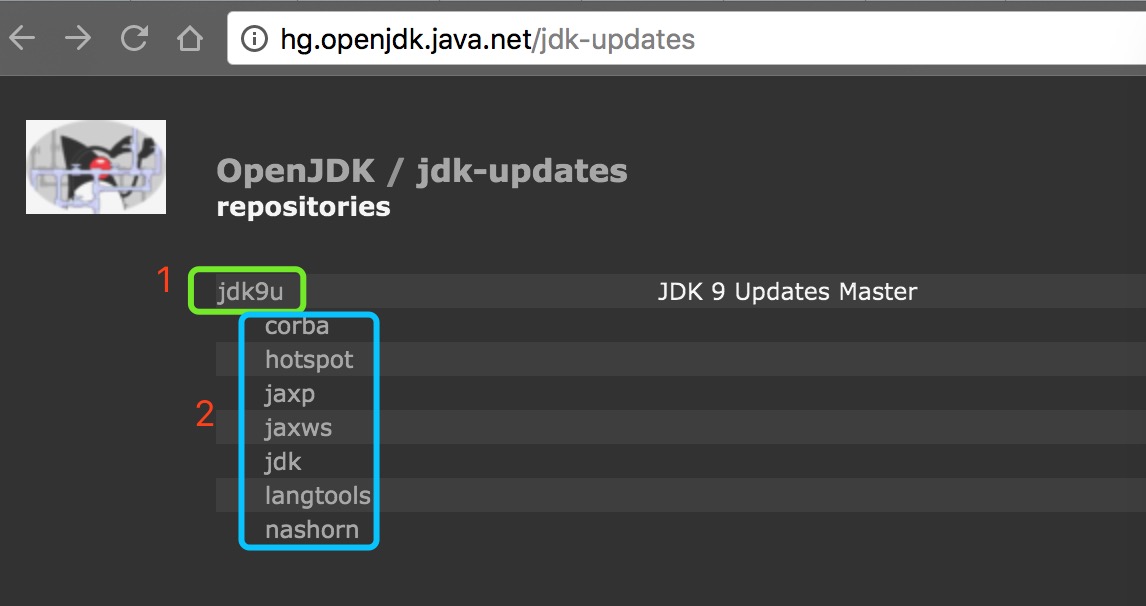 hg.openjdk.java.net/jdk-updates
OpenJDK / jdk-updates
repositories
1
jdk9u JDK 9 Updates Master
corba
hotspot
jaxp
2
jaxws
jdk
langtools
nashorn